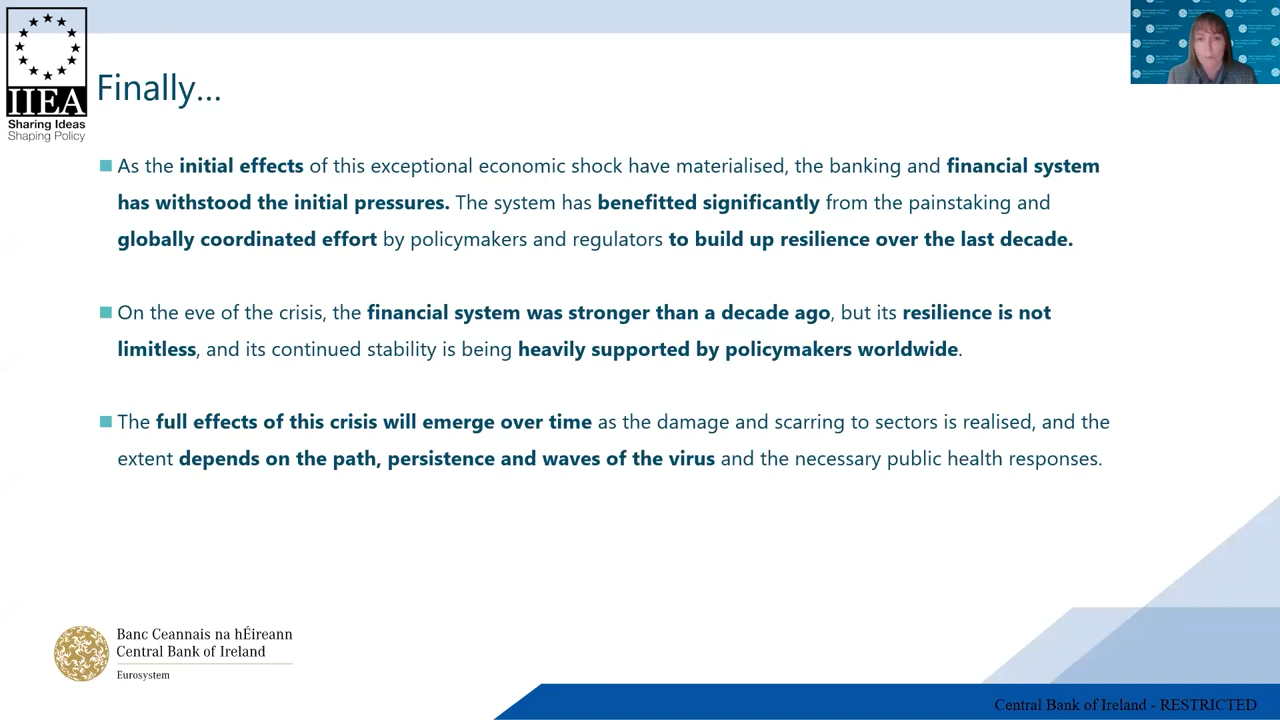 IIEA
Sharing Ideas
Shaping Policy
Finally...
As the initial effects of this exceptional economic shock have materialised, the banking and financial system
has withstood the initial pressures. The system has benefitted significantly from the painstaking and
globally coordinated effort by policymakers and regulators to build up resilience over the last decade.
On the eve of the crisis, the financial system was stronger than a decade ago, but its resilience is not
limitless, and its continued stability is being heavily supported by policymakers worldwide.
The full effects of this crisis will emerge over time as the damage and scarring to sectors is realised, and the
extent depends on the path, persistence and waves of the virus and the necessary public health responses.
Banc Ceannais na hÉireann
Central Bank of Ireland
Eurosystem
Central Bank of Ireland - RESTRICTED